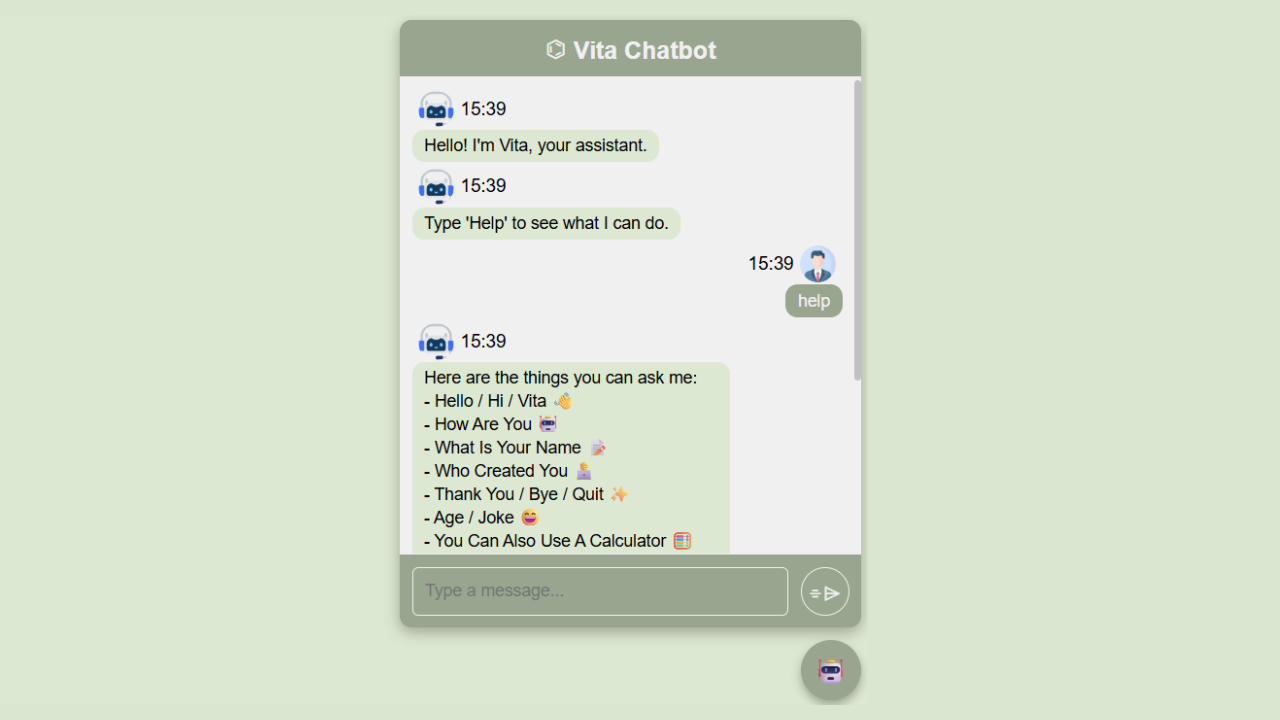 Vita Chatbot
15:39
Hello! I'm Vita, your assistant.
15:39
Type 'Help' to see what I can do.
15:39
help
15:39
Here are the things you can ask me:
- Hello / Hi / Vita 👋
- How Are You 🤖
- What Is Your Name 📝
- Who Created You 🧑‍💻
- Thank You / Bye / Quit ✨
- Age / Joke 😄
- You Can Also Use A Calculator 🧮
Type a message...